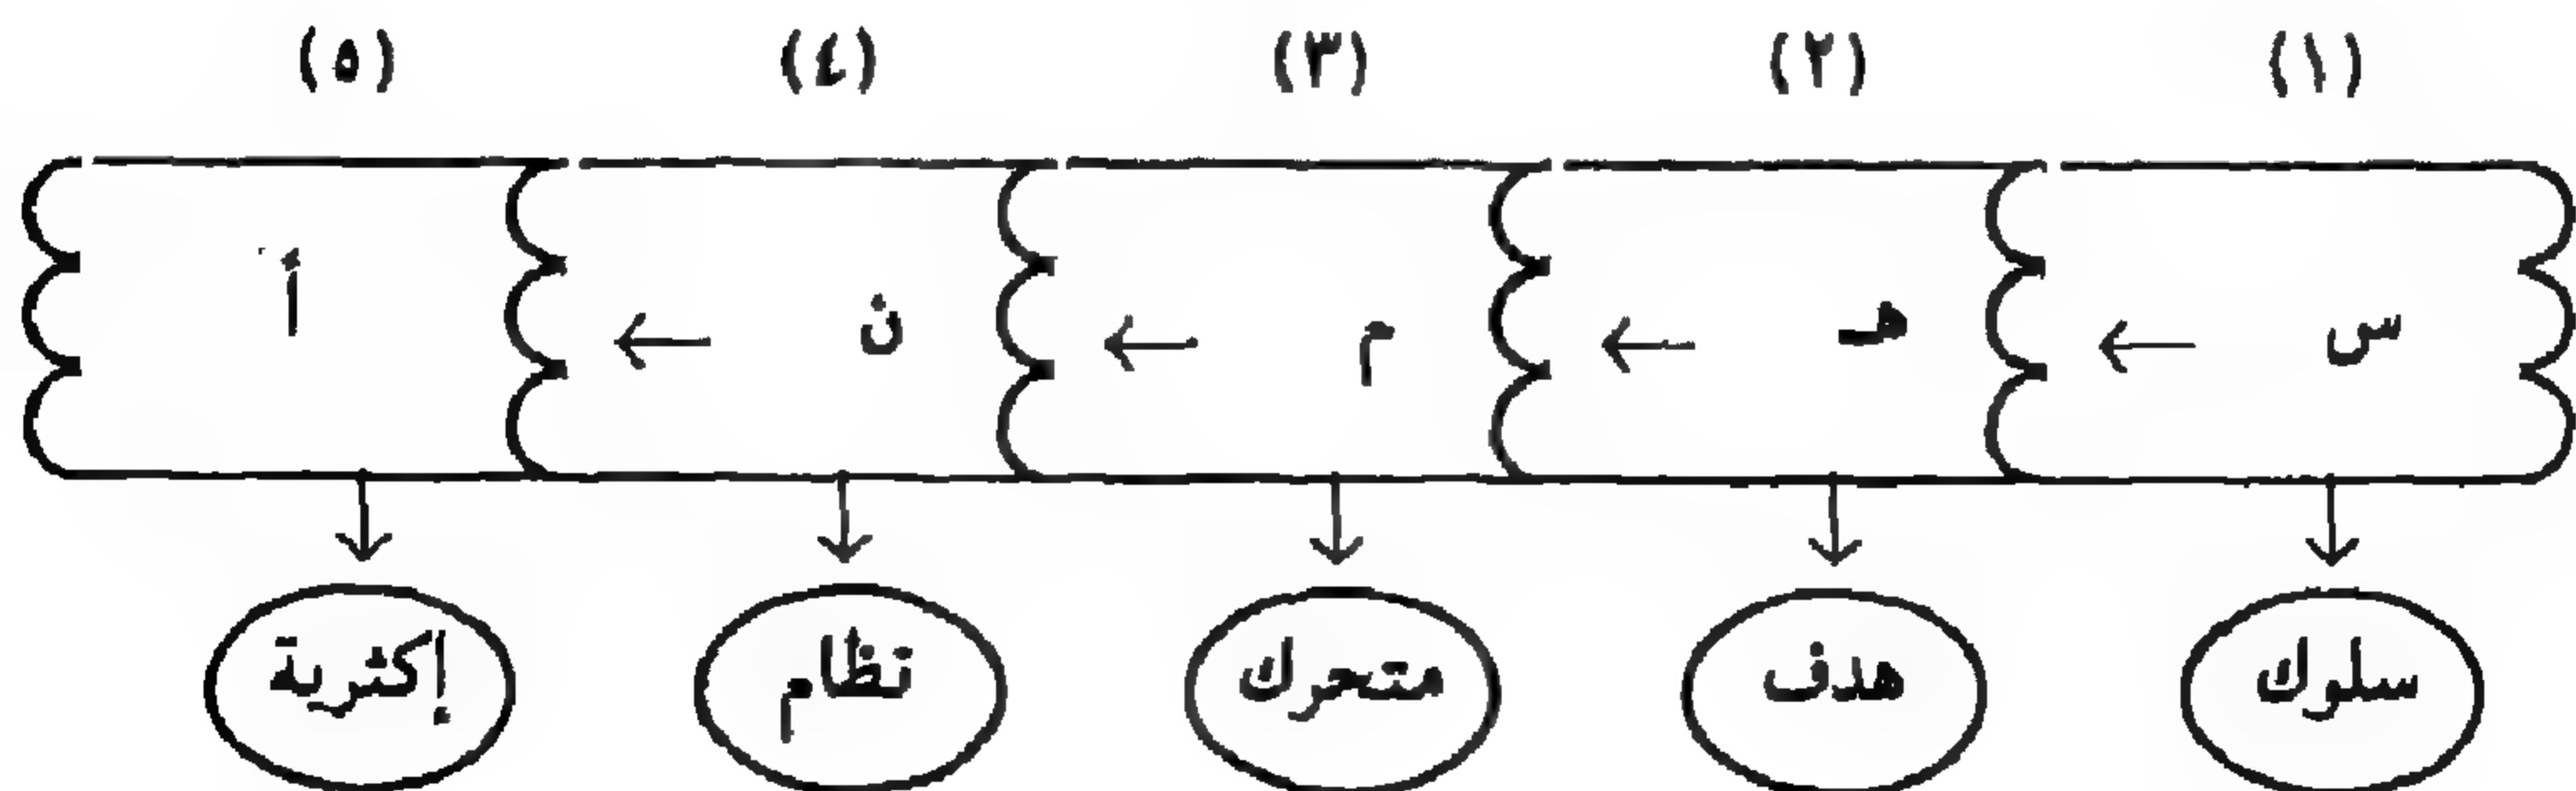 (١) (٢) (٣) (٤) (٥)
س ← هـ ← م ← ن ← أ
سلوك هدف متحرك نظام إكثرية